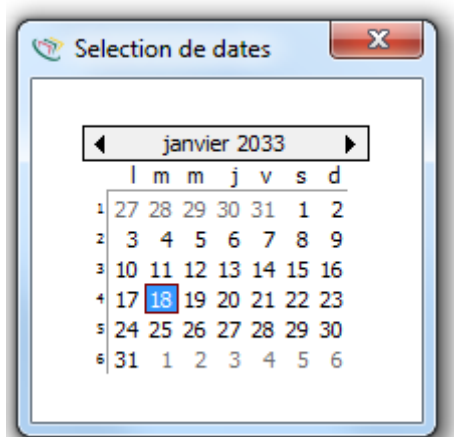 Selection de dates
janvier 2033
l m m j v s d
1 27 28 29 30 31 1 2
2 3 4 5 6 7 8 9
3 10 11 12 13 14 15 16
4 17 18 19 20 21 22 23
5 24 25 26 27 28 29 30
6 31 1 2 3 4 5 6